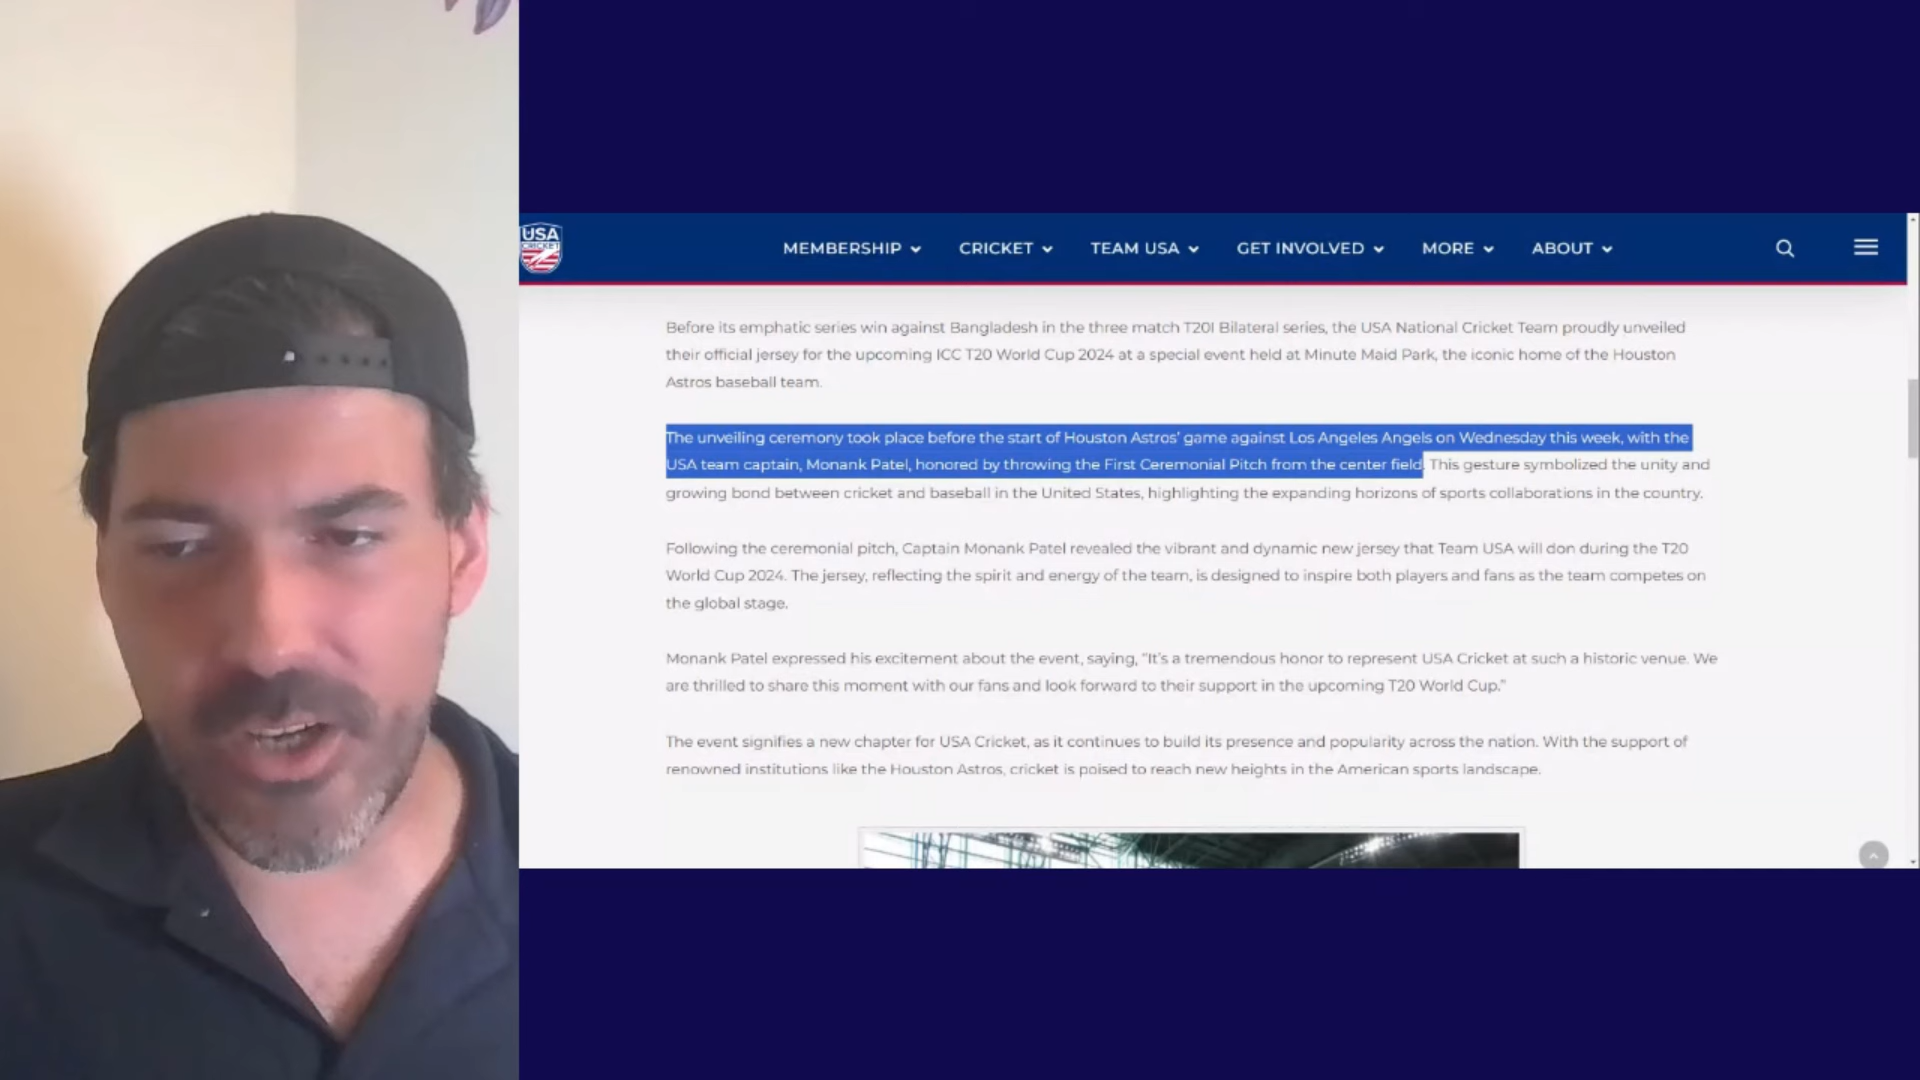 USA
CRICKET
MEMBERSHIP CRICKET TEAM USA GET INVOLVED MORE ABOUT
Before its emphatic series win against Bangladesh in the three match T20I Bilateral series, the USA National Cricket Team proudly unveiled
their official jersey for the upcoming ICC T20 World Cup 2024 at a special event held at Minute Maid Park, the iconic home of the Houston
Astros baseball team.
The unveiling ceremony took place before the start of Houston Astros’ game against Los Angeles Angels on Wednesday this week, with the
USA team captain, Monank Patel, honored by throwing the First Ceremonial Pitch from the center field. This gesture symbolized the unity and
growing bond between cricket and baseball in the United States, highlighting the expanding horizons of sports collaborations in the country.
Following the ceremonial pitch, Captain Monank Patel revealed the vibrant and dynamic new jersey that Team USA will don during the T20
World Cup 2024. The jersey, reflecting the spirit and energy of the team, is designed to inspire both players and fans as the team competes on
the global stage.
Monank Patel expressed his excitement about the event, saying, “It’s a tremendous honor to represent USA Cricket at such a historic venue. We
are thrilled to share this moment with our fans and look forward to their support in the upcoming T20 World Cup.”
The event signifies a new chapter for USA Cricket, as it continues to build its presence and popularity across the nation. With the support of
renowned institutions like the Houston Astros, cricket is poised to reach new heights in the American sports landscape.